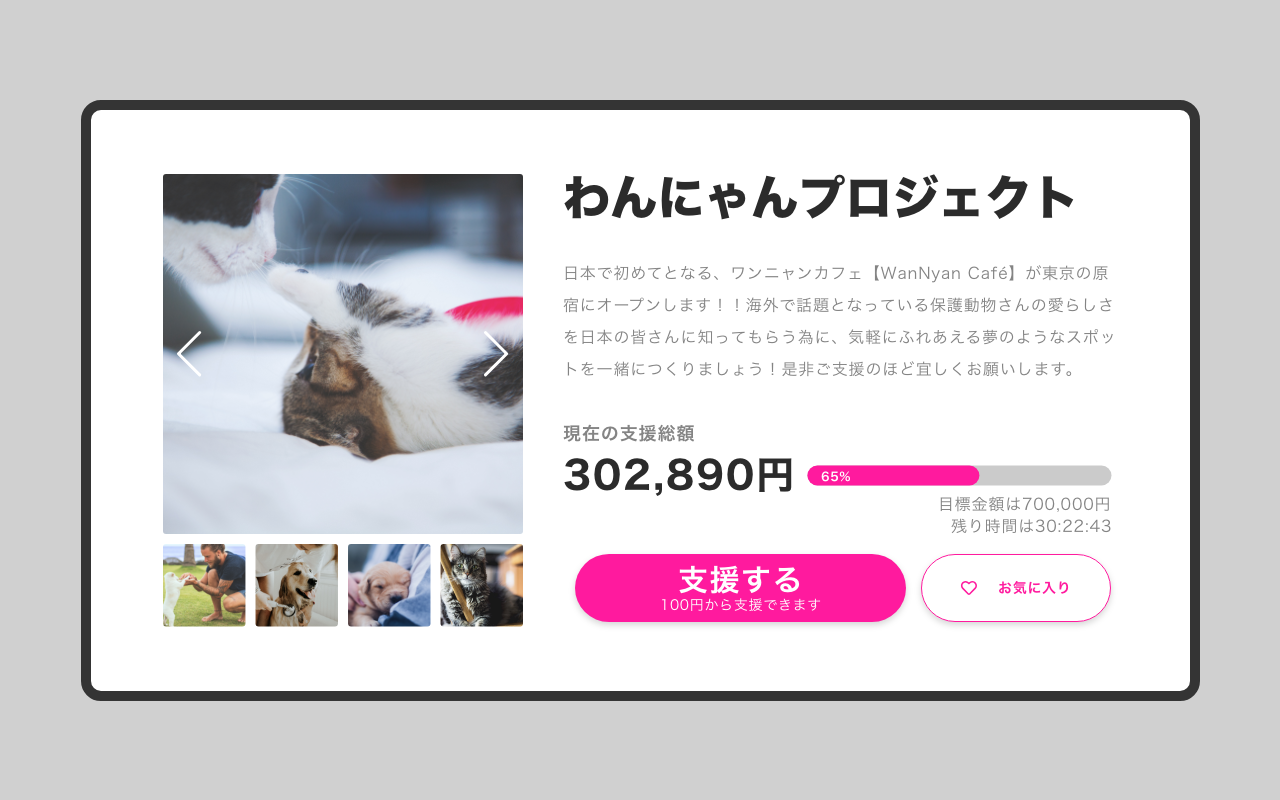 わんにゃんプロジェクト
日本で初めてとなる、ワンニャンカフェ【WanNyan Café】が東京の原
宿にオープンします！！海外で話題となっている保護動物さんの愛らしさ
を日本の皆さんに知ってもらう為に、気軽にふれあえる夢のようなスポッ
トを一緒につくりましょう！是非ご支援のほど宜しくお願いします。
現在の支援総額
302,890円
65%
目標金額は700,000円
残り時間は30:22:43
支援する
100円から支援できます
お気に入り